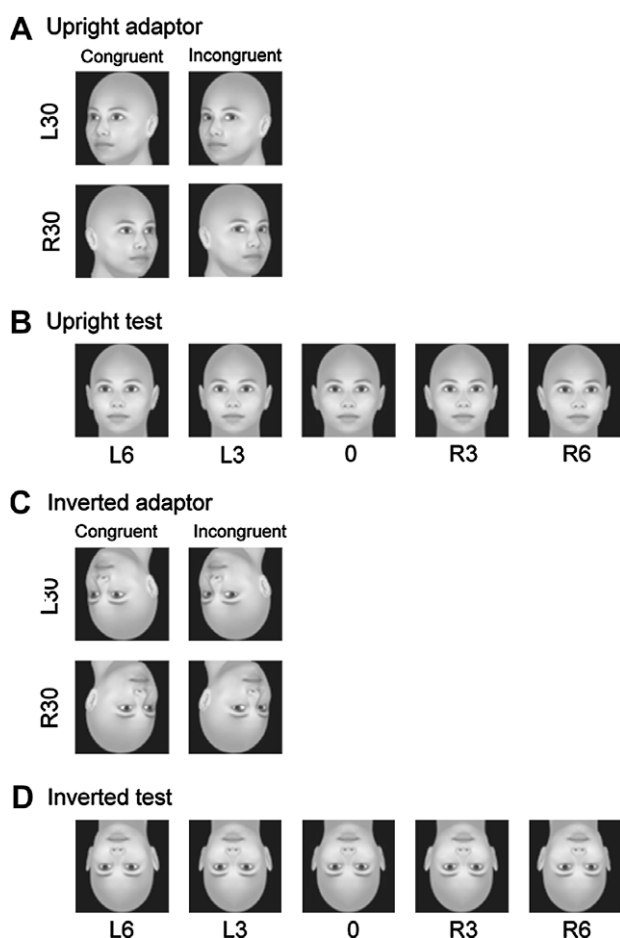 A Upright adaptor
Congruent Incongruent
L30
R30
B Upright test
L6 L3 0 R3 R6
C Inverted adaptor
Congruent Incongruent
L30
R30
D Inverted test
L6 L3 0 R3 R6